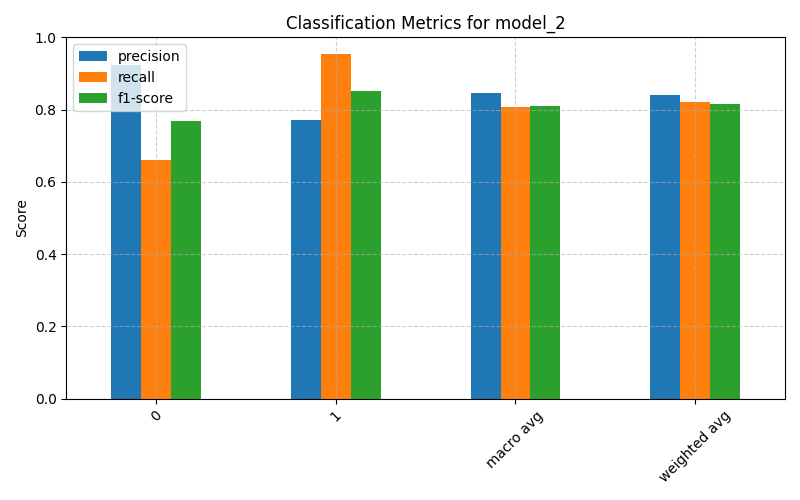 Classification Metrics for model_2
precision
recall
f1-score
Score
1.0
0.8
0.6
0.4
0.2
0.0
0
1
macro avg
weighted avg